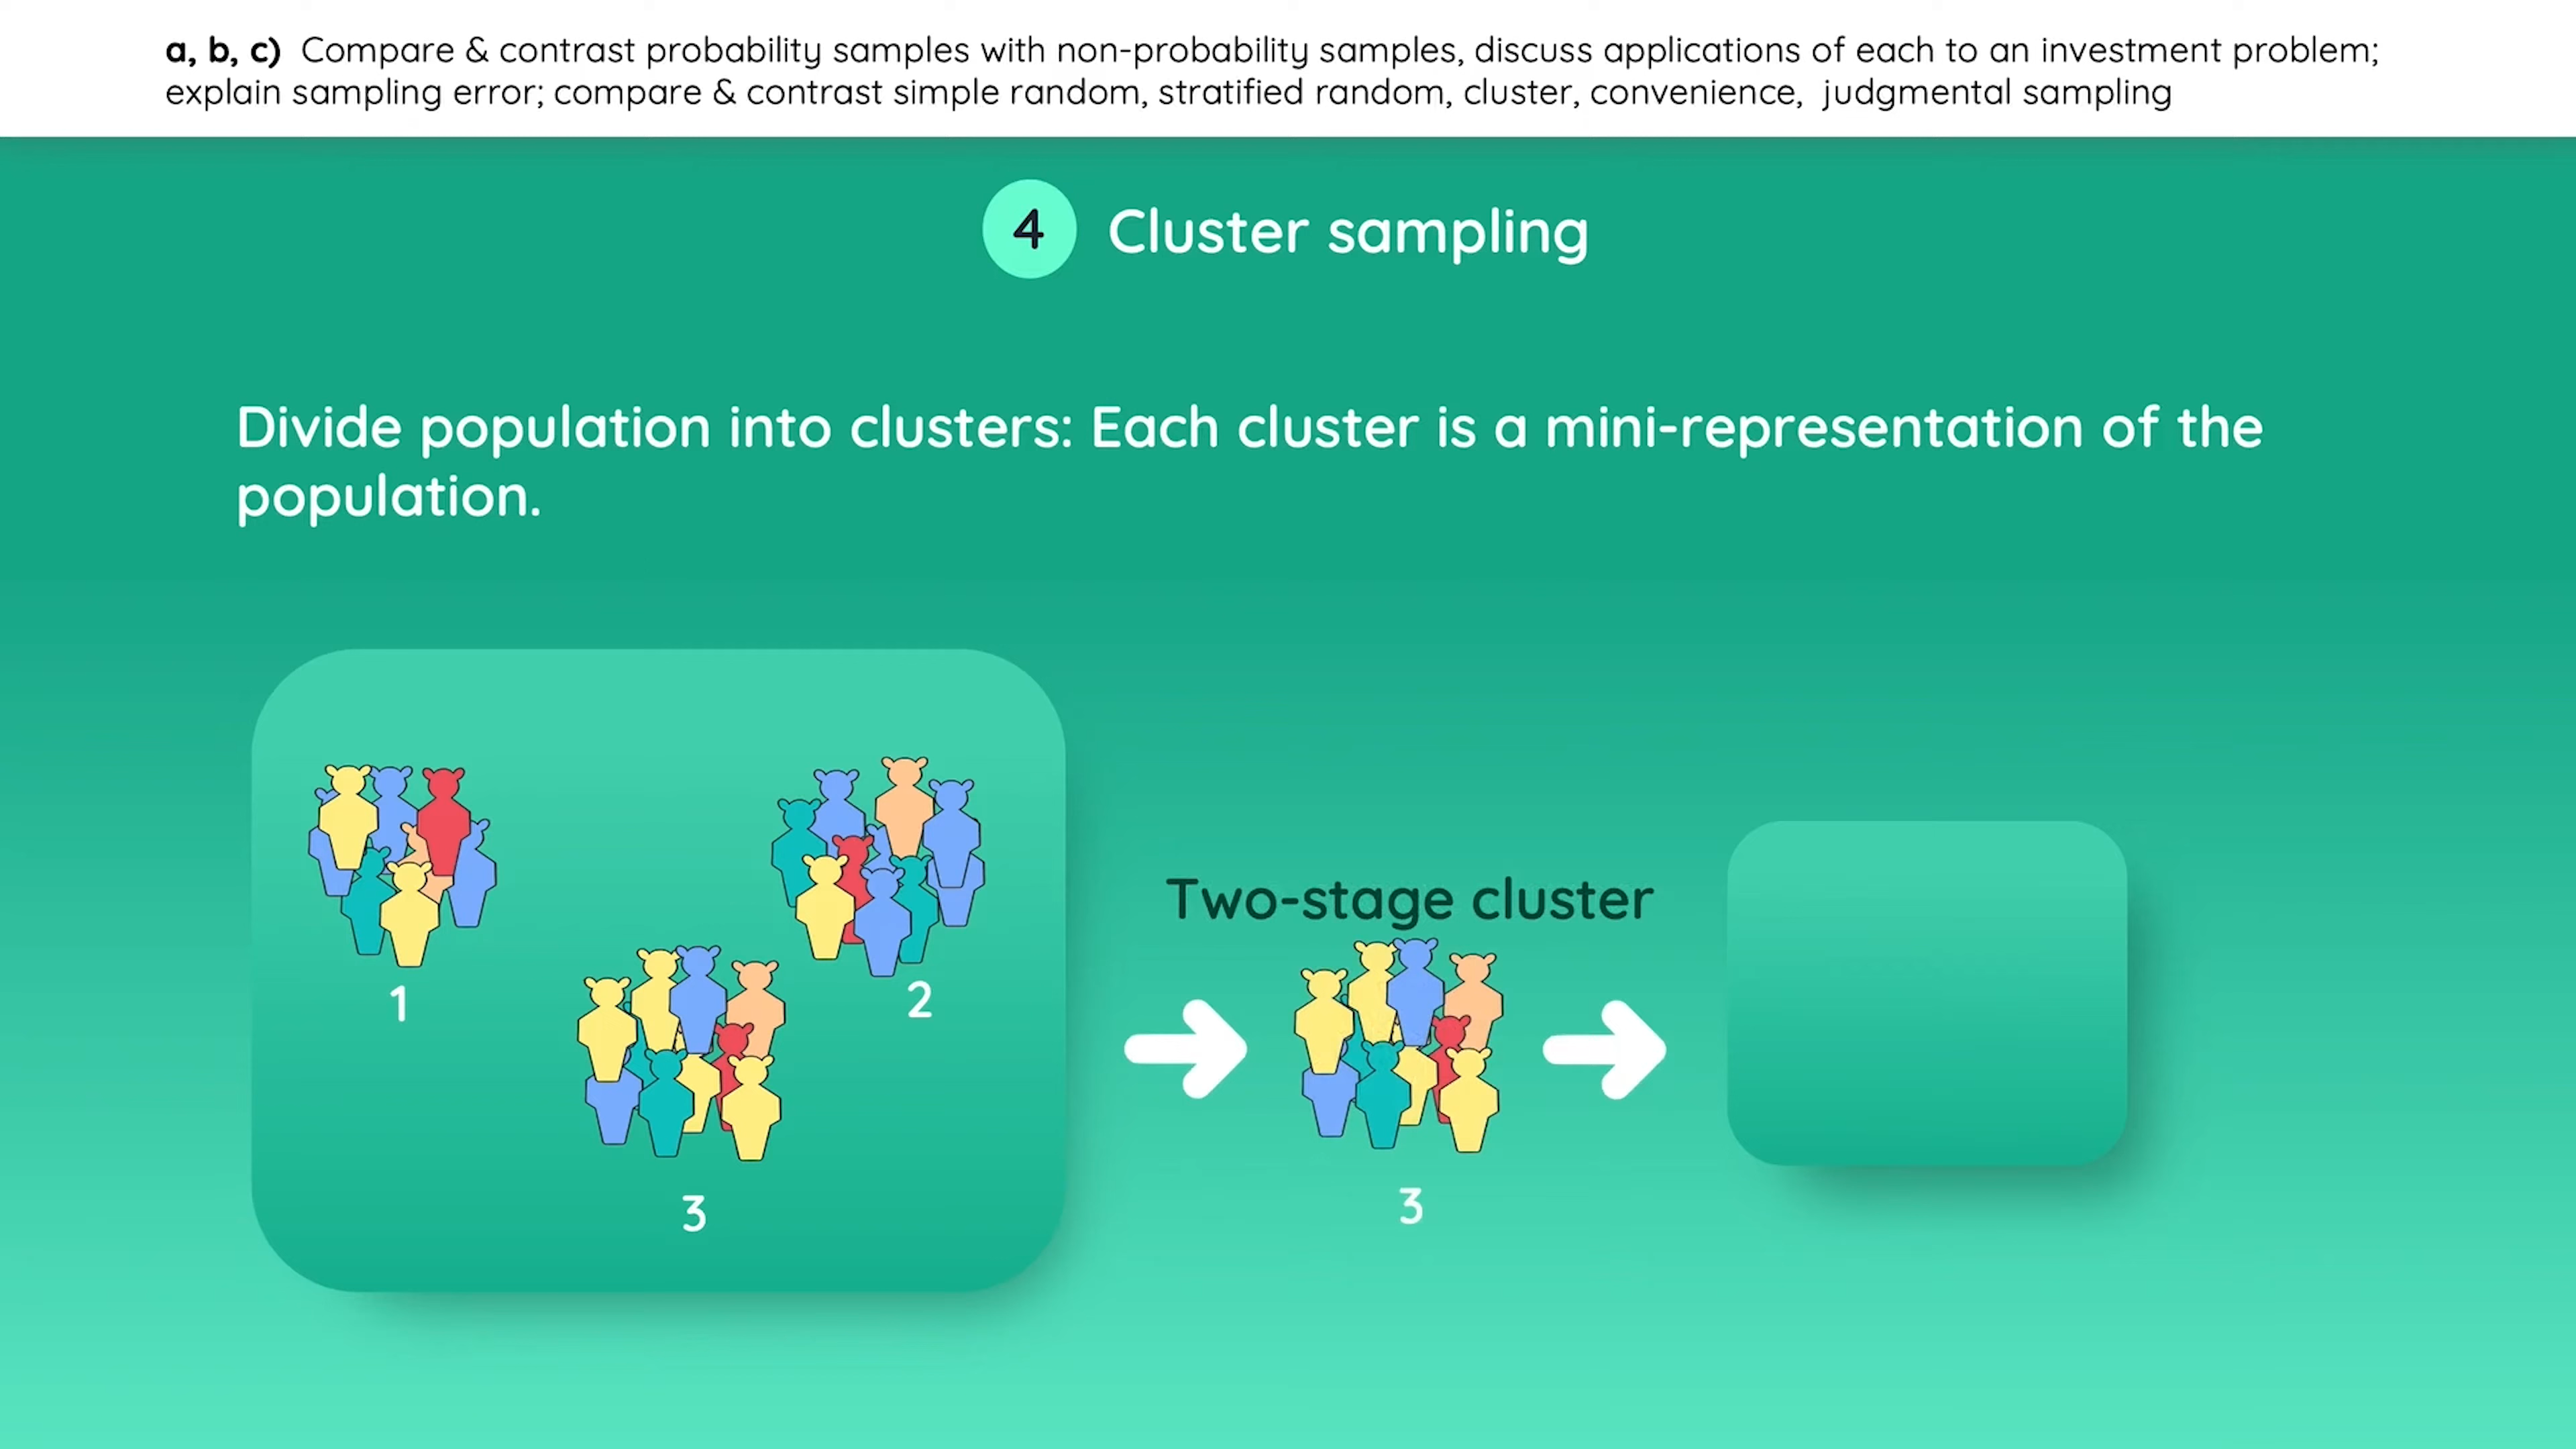 a, b, c) Compare & contrast probability samples with non-probability samples, discuss applications of each to an investment problem;
explain sampling error; compare & contrast simple random, stratified random, cluster, convenience, judgmental sampling
4 Cluster sampling
Divide population into clusters: Each cluster is a mini-representation of the
population.
Two-stage cluster
1
2
3
3